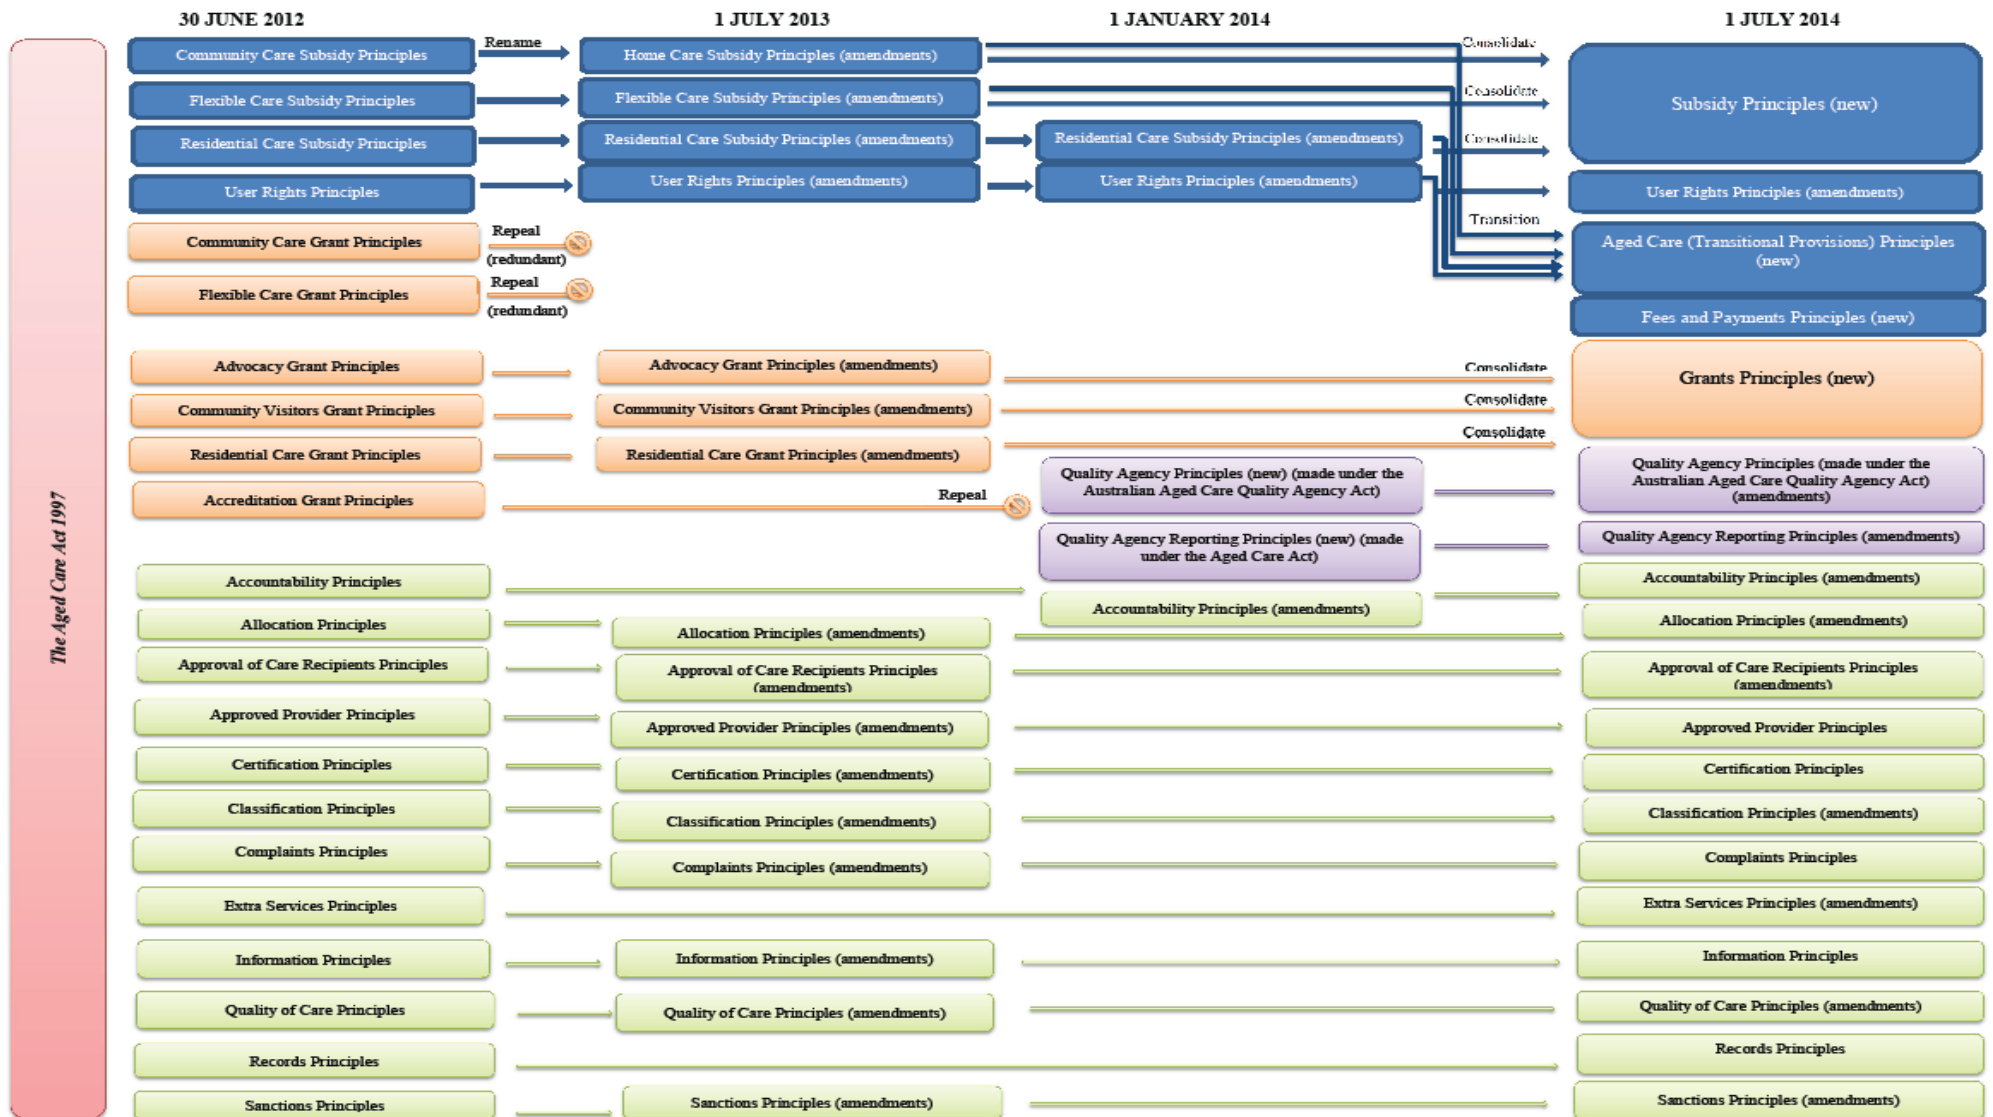 30 JUNE 2012
1 JULY 2013
1 JANUARY 2014
1 JULY 2014
The Aged Care Act 1997
Community Care Subsidy Principles
Rename
Home Care Subsidy Principles (amendments)
Consolidate
Flexible Care Subsidy Principles
Flexible Care Subsidy Principles (amendments)
Consolidate
Subsidy Principles (new)
Residential Care Subsidy Principles
Residential Care Subsidy Principles (amendments)
Residential Care Subsidy Principles (amendments)
Consolidate
User Rights Principles
User Rights Principles (amendments)
User Rights Principles (amendments)
User Rights Principles (amendments)
Transition
Aged Care (Transitional Provisions) Principles
(new)
Community Care Grant Principles
Repeal
(redundant)
Flexible Care Grant Principles
Repeal
(redundant)
Fees and Payments Principles (new)
Advocacy Grant Principles
Advocacy Grant Principles (amendments)
Consolidate
Grants Principles (new)
Community Visitors Grant Principles
Community Visitors Grant Principles (amendments)
Consolidate
Residential Care Grant Principles
Residential Care Grant Principles (amendments)
Consolidate
Accreditation Grant Principles
Repeal
Quality Agency Principles (new) (made under the
Australian Aged Care Quality Agency Act)
Quality Agency Principles (made under the
Australian Aged Care Quality Agency Act)
(amendments)
Quality Agency Reporting Principles (new) (made
under the Aged Care Act)
Quality Agency Reporting Principles (amendments)
Accountability Principles
Accountability Principles (amendments)
Accountability Principles (amendments)
Allocation Principles
Allocation Principles (amendments)
Allocation Principles (amendments)
Approval of Care Recipients Principles
Approval of Care Recipients Principles
(amendments)
Approval of Care Recipients Principles
(amendments)
Approved Provider Principles
Approved Provider Principles (amendments)
Approved Provider Principles
Certification Principles
Certification Principles (amendments)
Certification Principles
Classification Principles
Classification Principles (amendments)
Classification Principles (amendments)
Complaints Principles
Complaints Principles (amendments)
Complaints Principles
Extra Services Principles
Extra Services Principles (amendments)
Information Principles
Information Principles (amendments)
Information Principles
Quality of Care Principles
Quality of Care Principles (amendments)
Quality of Care Principles (amendments)
Records Principles
Records Principles
Sanctions Principles
Sanctions Principles (amendments)
Sanctions Principles (amendments)